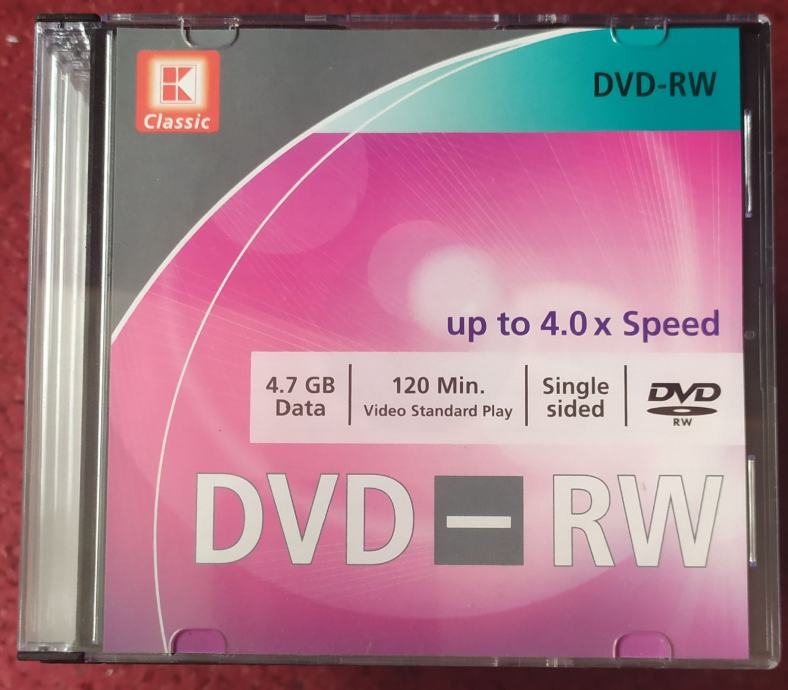 K
Classic
DVD-RW
up to 4.0x Speed
4.7 GB
Data
120 Min.
Video Standard Play
Single
sided
DVD
RW
DVD-RW